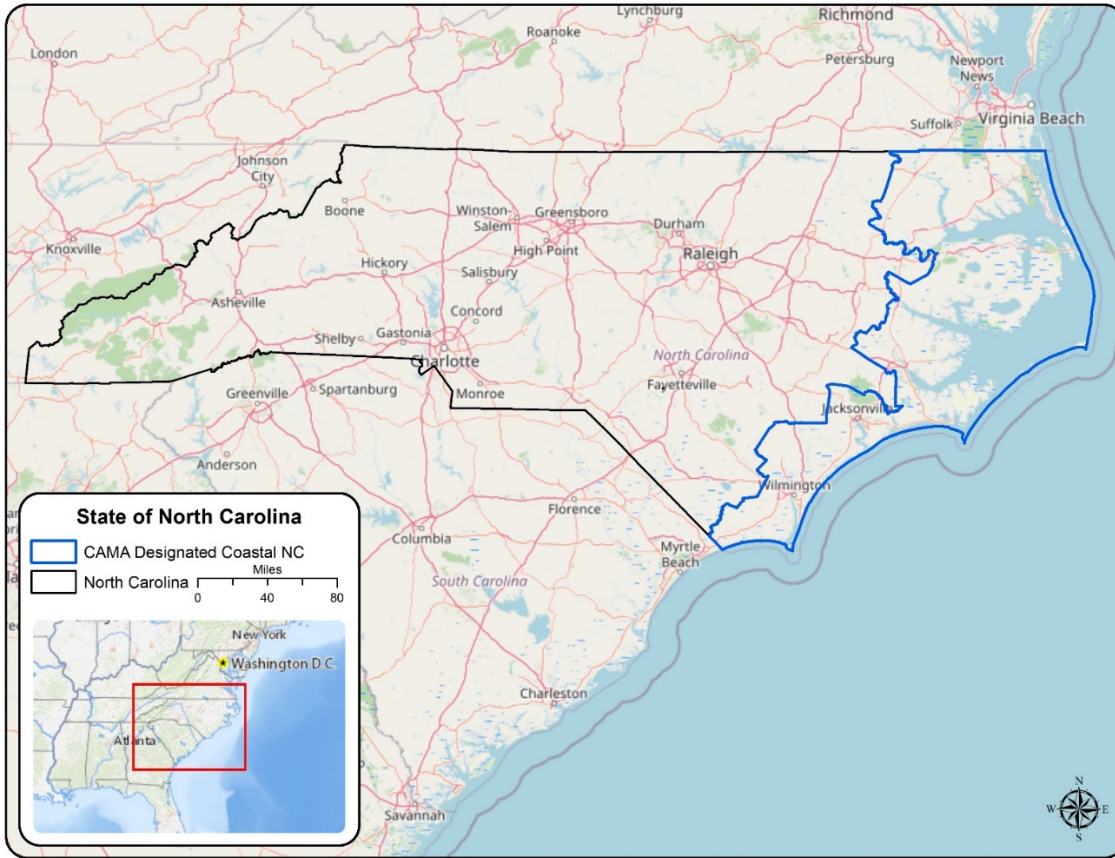 Lynchburg
Richmond
London
Roanoke
Petersburg
Newport
News
Virginia Beach
Suffolk
Johnson
City
Boone
Winston-
Salem
Greensboro
Durham
Knoxville
High Point
Raleigh
Hickory
Salisbury
Asheville
Concord
Shelby
Gastonia
Charlotte
North Carolina
Fayetteville
Greenville
Spartanburg
Monroe
Jacksonville
Anderson
Wilmington
Florence
Columbia
Myrtle
Beach
South Carolina
Charleston
Savannah
State of North Carolina
CAMA Designated Coastal NC
North Carolina
Miles
0 40 80
New York
Washington D C
Atlanta
N
W E
S